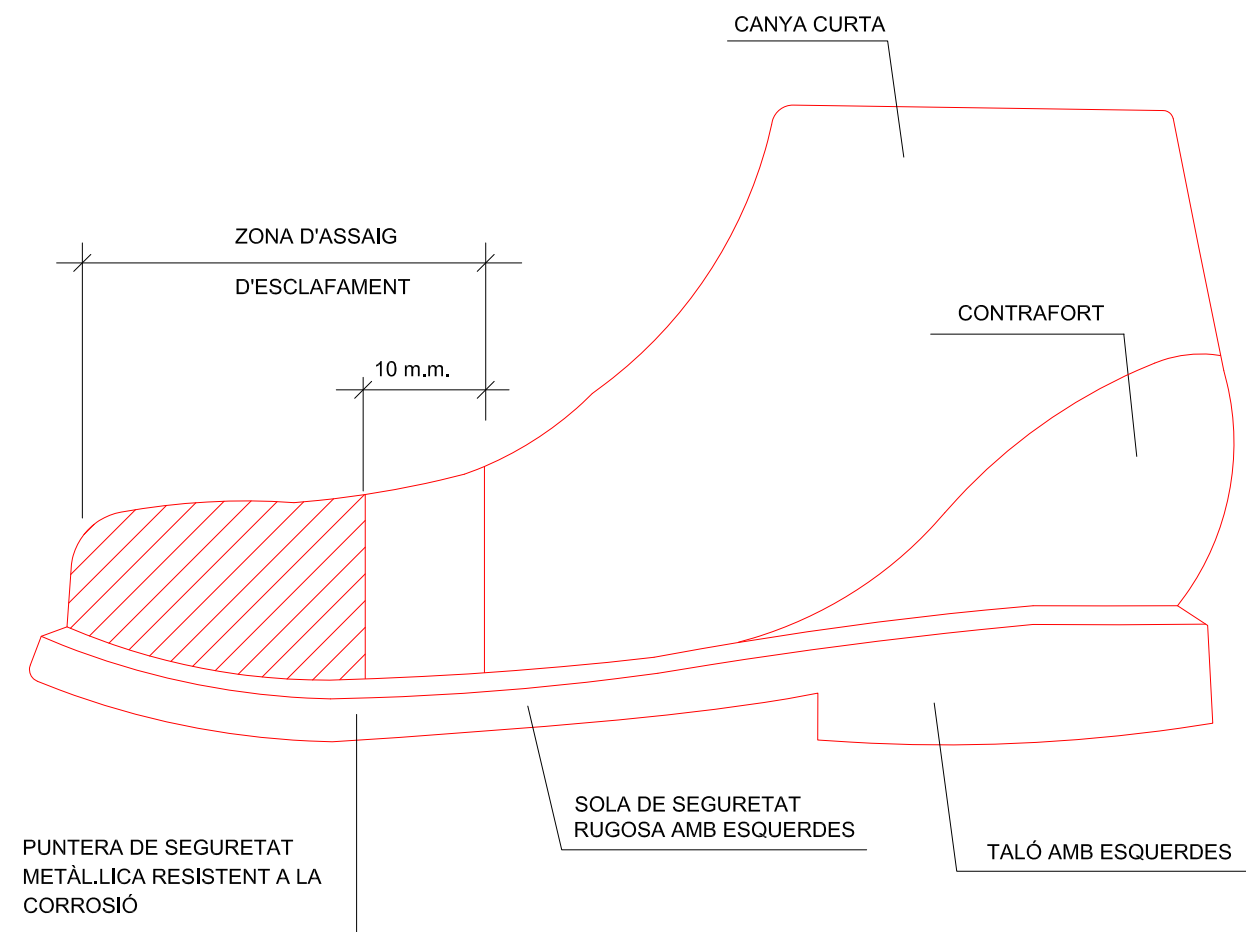 CANYA CURTA
ZONA D'ASSAIG
D'ESCLAFAMENT
CONTRAFORT
10 m.m.
SOLA DE SEGURETAT
RUGOSA AMB ESQUERDES
PUNTERA DE SEGURETAT
METÀL.LICA RESISTENT A LA
CORROSIÓ
TALÓ AMB ESQUERDES